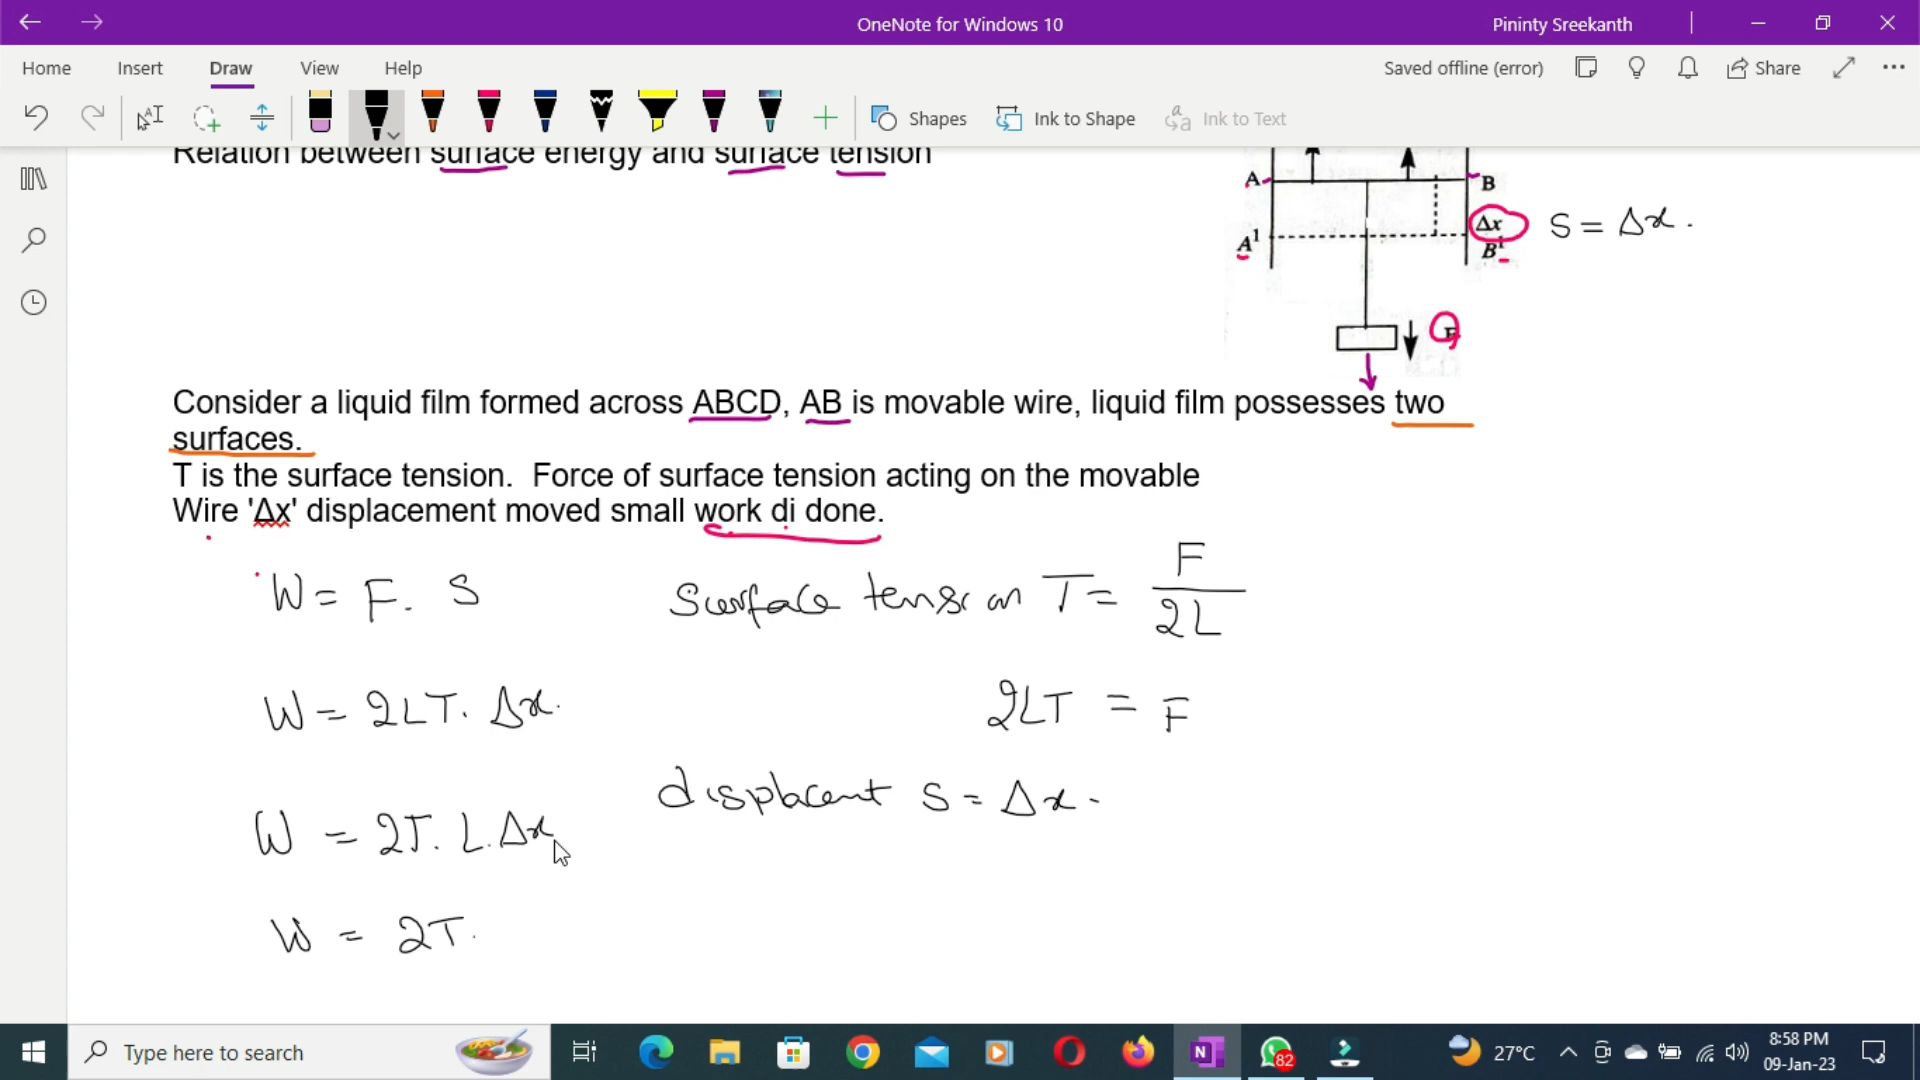 OneNote for Windows 10
Pininty Sreekanth
Home Insert Draw View Help
Saved offline (error)
Share
Shapes
Ink to Shape
Ink to Text
Relation between surface energy and surface tension
A B
Δx S = Δx .
A¹ B¹
Consider a liquid film formed across ABCD, AB is movable wire, liquid film possesses two
surfaces.
T is the surface tension. Force of surface tension acting on the movable
Wire 'Δx' displacement moved small work di done.
W = F. S
Surface tension T = F / 2L
W = 2LT. Δx.
2LT = F
displacent S = Δx -
W = 2T. L. Δx
W = 2T.
Type here to search
82
27°C
8:58 PM
09-Jan-23